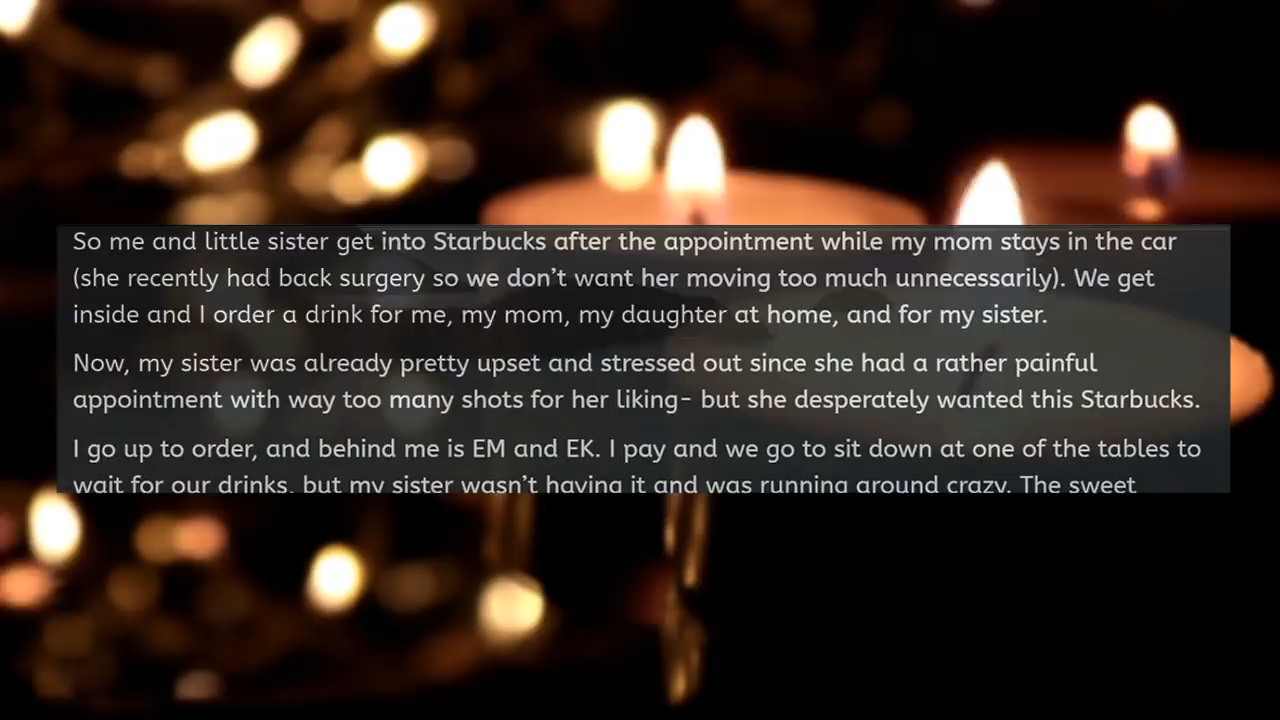 So me and little sister get into Starbucks after the appointment while my mom stays in the car
(she recently had back surgery so we don’t want her moving too much unnecessarily). We get
inside and I order a drink for me, my mom, my daughter at home, and for my sister.
Now, my sister was already pretty upset and stressed out since she had a rather painful
appointment with way too many shots for her liking- but she desperately wanted this Starbucks.
I go up to order, and behind me is EM and EK. I pay and we go to sit down at one of the tables to
wait for our drinks, but my sister wasn’t having it and was running around crazy. The sweet